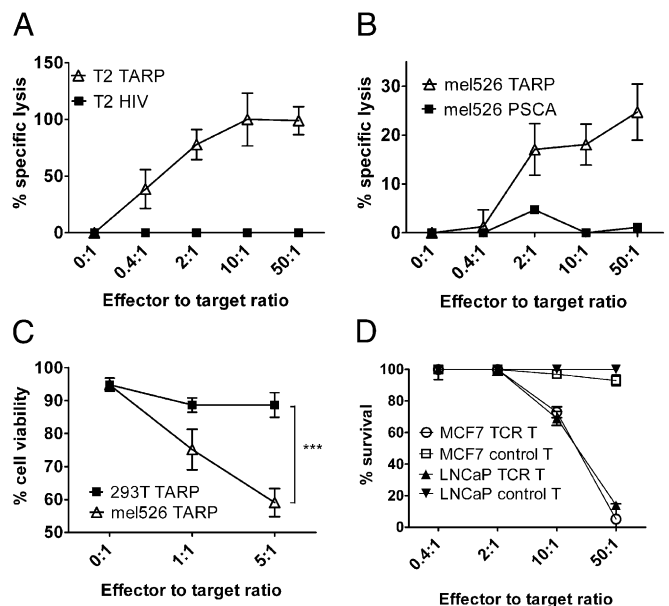 A
T2 TARP
T2 HIV
% specific lysis
150
100
50
0
0:1
0.4:1
2:1
10:1
50:1
Effector to target ratio
B
mel526 TARP
mel526 PSCA
% specific lysis
30
20
10
0
0:1
0.4:1
2:1
10:1
50:1
Effector to target ratio
C
% cell viability
100
90
80
70
60
50
***
293T TARP
mel526 TARP
0:1
1:1
5:1
Effector to target ratio
D
% survival
100
80
60
40
20
0
MCF7 TCR T
MCF7 control T
LNCaP TCR T
LNCaP control T
0.4:1
2:1
10:1
50:1
Effector to target ratio